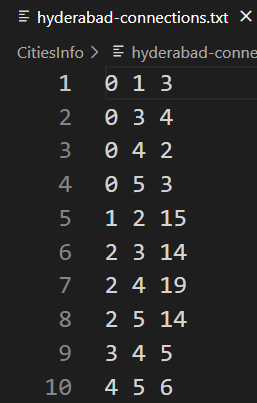 hyderabad-connections.txt ×
CitiesInfo > hyderabad-conne
1 0 1 3
2 0 3 4
3 0 4 2
4 0 5 3
5 1 2 15
6 2 3 14
7 2 4 19
8 2 5 14
9 3 4 5
10 4 5 6